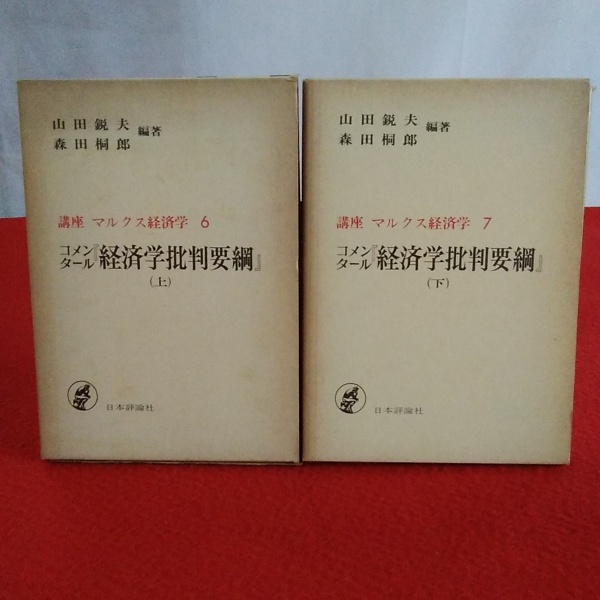 山田鋭夫
森田桐郎
編著
講座 マルクス経済学 6
コメンタール『経済学批判要綱』
(上)
日本評論社
山田鋭夫
森田桐郎
編著
講座 マルクス経済学 7
コメンタール『経済学批判要綱』
(下)
日本評論社